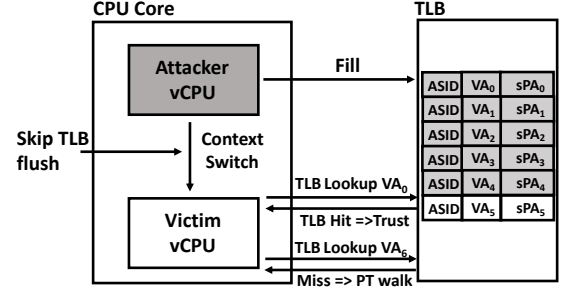 CPU Core
TLB
Attacker
vCPU
Fill
Skip TLB
flush
Context
Switch
Victim
vCPU
TLB Lookup VA₀
TLB Hit =>Trust
TLB Lookup VA₆
Miss => PT walk
ASID VA₀ sPA₀
ASID VA₁ sPA₁
ASID VA₂ sPA₂
ASID VA₃ sPA₃
ASID VA₄ sPA₄
ASID VA₅ sPA₅